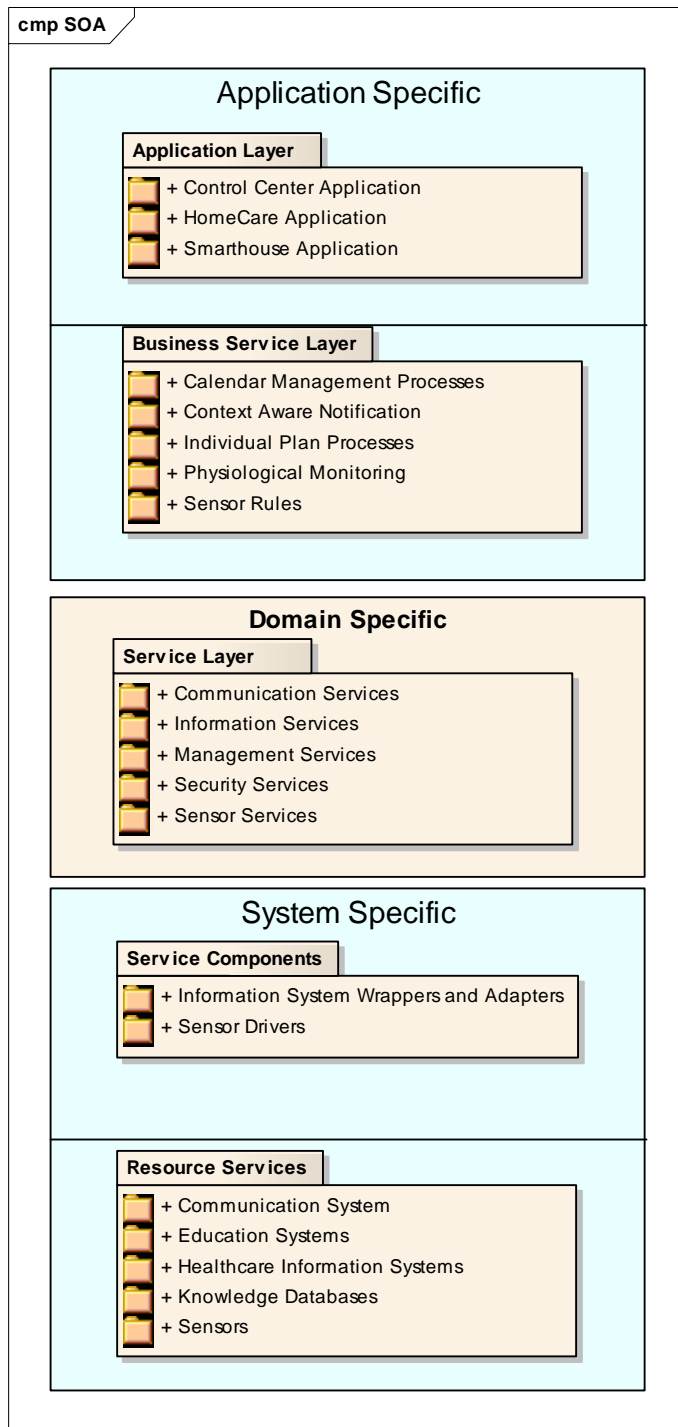 cmp SOA
Application Specific
Application Layer
+ Control Center Application
+ HomeCare Application
+ Smarthouse Application
Business Service Layer
+ Calendar Management Processes
+ Context Aware Notification
+ Individual Plan Processes
+ Physiological Monitoring
+ Sensor Rules
Domain Specific
Service Layer
+ Communication Services
+ Information Services
+ Management Services
+ Security Services
+ Sensor Services
System Specific
Service Components
+ Information System Wrappers and Adapters
+ Sensor Drivers
Resource Services
+ Communication System
+ Education Systems
+ Healthcare Information Systems
+ Knowledge Databases
+ Sensors